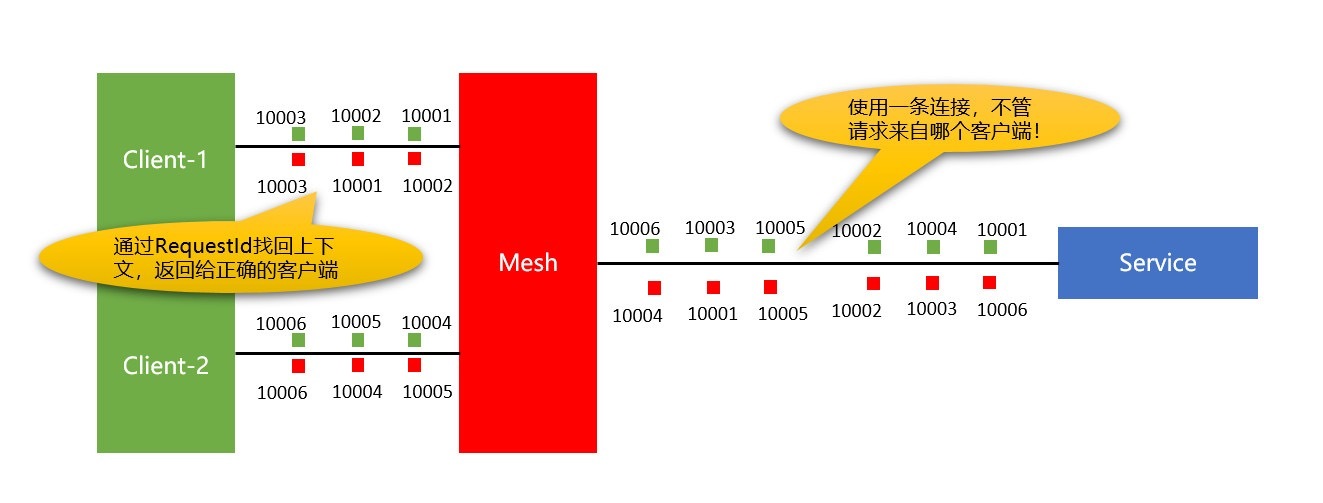 使用一条连接，不管
请求来自哪个客户端！
10003 10002 10001
Client-1
10003 10001 10002
通过RequestId找回上下
文，返回给正确的客户端
10006 10005 10004
Client-2
10006 10004 10005
Mesh
10006 10003 10005 10002 10004 10001
10004 10001 10005 10002 10003 10006
Service